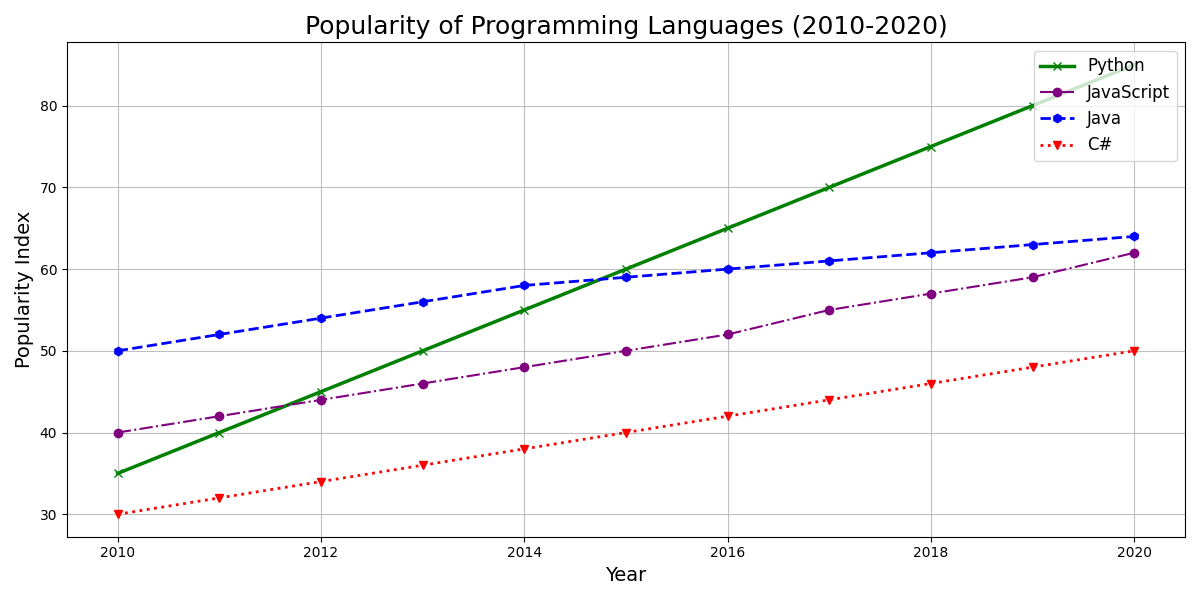 Popularity of Programming Languages (2010-2020)
Python
JavaScript
Java
C#
80
70
60
50
40
30
Popularity Index
2010 2012 2014 2016 2018 2020
Year